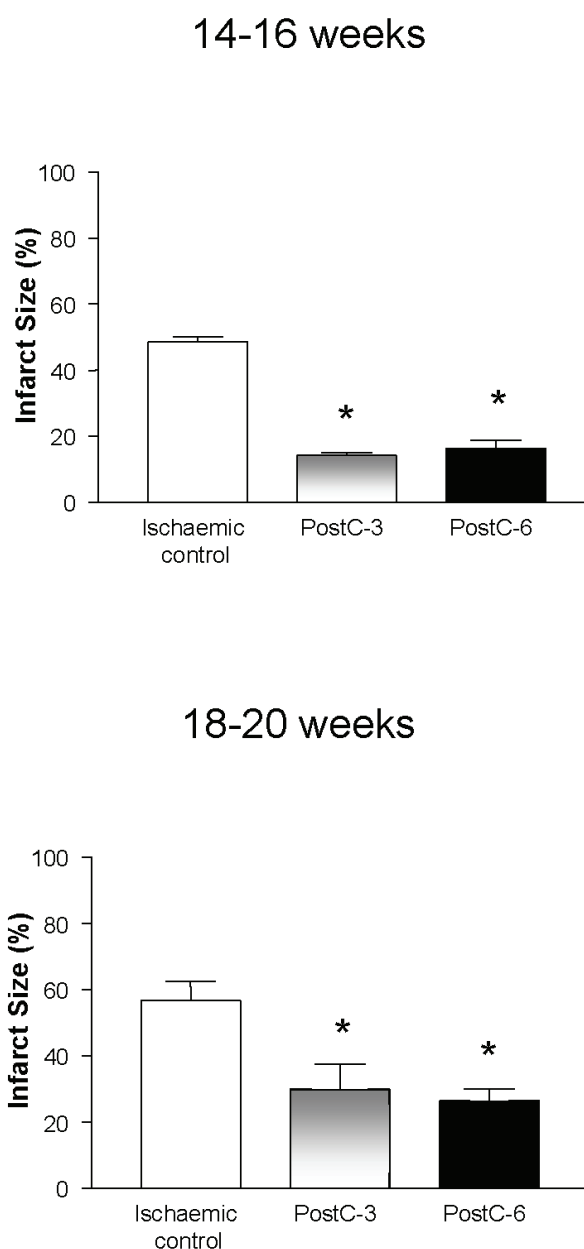 14-16 weeks
100
80
60
40
20
0
Infarct Size (%)
*
*
Ischaemic
control
PostC-3
PostC-6
18-20 weeks
100
80
60
40
20
0
Infarct Size (%)
*
*
Ischaemic
control
PostC-3
PostC-6